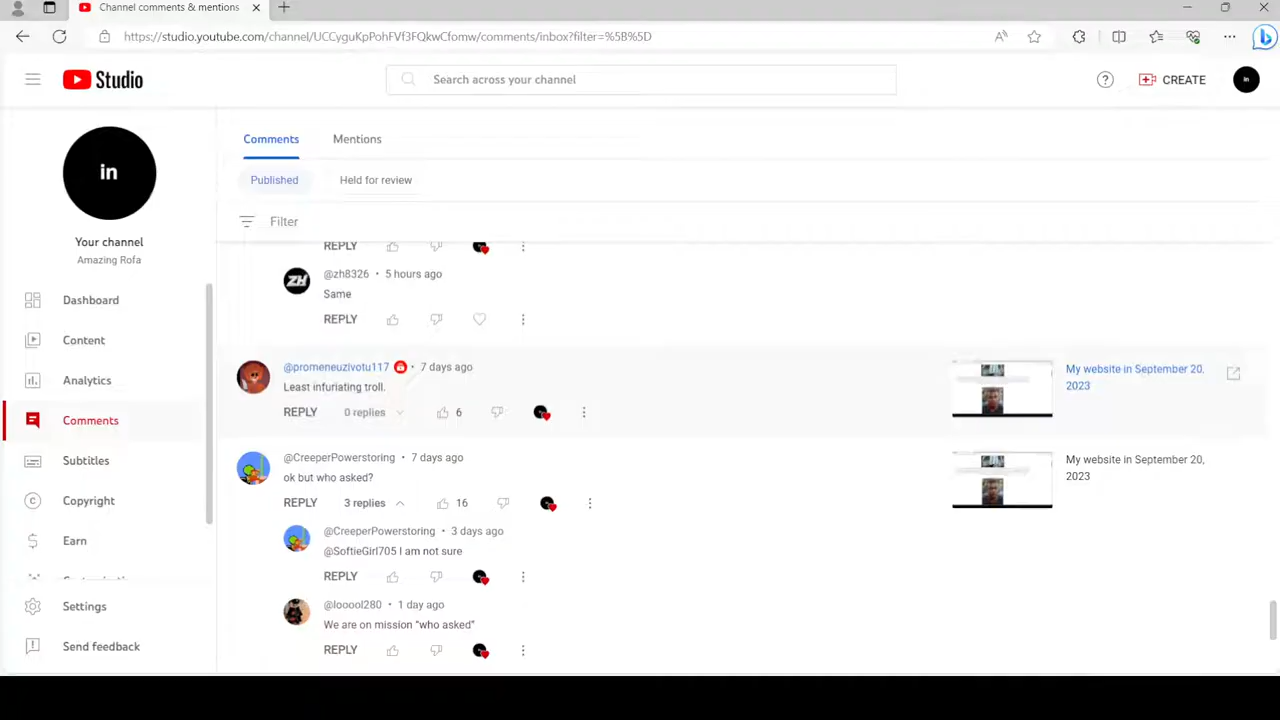 Channel comments & mentions
https://studio.youtube.com/channel/UCCyguKpPohFVf3FQkwCfomw/comments/inbox?filter=%5B%5D
Studio
Search across your channel
CREATE
in
in
Your channel
Amazing Rofa
Dashboard
Content
Analytics
Comments
Subtitles
Copyright
Earn
Settings
Send feedback
Comments Mentions
Published Held for review
Filter
REPLY
ZH
@zh8326 • 5 hours ago
Same
REPLY
@promeneuzivotu117 • 7 days ago
Least infuriating troll.
REPLY 0 replies 6
My website in September 20,
2023
@CreeperPowerstoring • 7 days ago
ok but who asked?
REPLY 3 replies 16
My website in September 20,
2023
@CreeperPowerstoring • 3 days ago
@SoftieGirl705 I am not sure
REPLY
@looool280 • 1 day ago
We are on mission "who asked"
REPLY